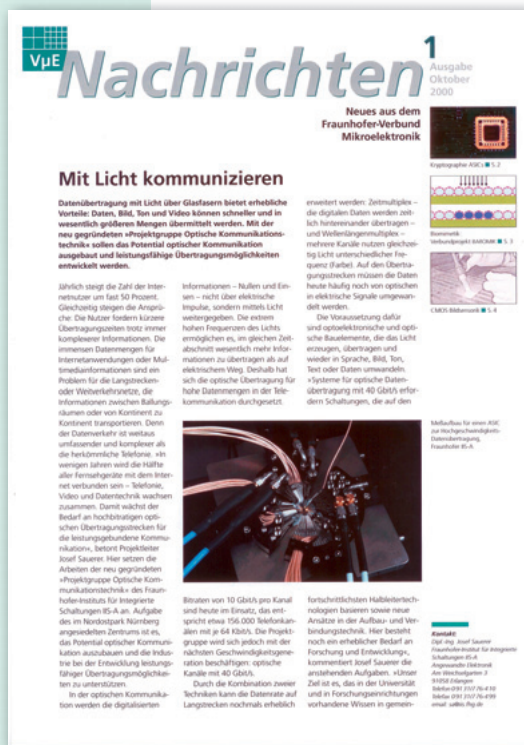 VµE
Nachrichten
1
Ausgabe
Oktober
2000
Neues aus dem
Fraunhofer-Verbund
Mikroelektronik
Kryptographie ASICs ■ S. 2
Biometrik
Verbundprojekt ■ S. 3
CMOS Bildsensorik ■ S. 4
Mit Licht kommunizieren
Datenübertragung mit Licht über Glasfasern bietet erhebliche
Vorteile: Daten, Bild, Ton und Video können schneller und in
wesentlich größeren Mengen übermittelt werden. Mit der
neu gegründeten »Projektgruppe Optische Kommunikations-
technik« sollen das Potential optischer Kommunikation
ausgebaut und leistungsfähige Übertragungsmöglichkeiten
entwickelt werden.
Jährlich steigt die Zahl der Inter-
netnutzer um fast 50 Prozent.
Gleichzeitig steigen die Ansprü-
che: Die Nutzer fordern kürzere
Übertragungszeiten trotz immer
komplexerer Informationen. Die
immensen Datenmengen für
Internetanwendungen oder Mul-
timediainformationen sind ein
Problem für die Langstrecken-
oder Weitverkehrsnetze, die
Informationen zwischen Ballungs-
räumen oder von Kontinent zu
Kontinent transportieren. Denn
der Datenverkehr ist weitaus
umfassender und komplexer als
die herkömmliche Telefonie. »In
wenigen Jahren wird die Hälfte
aller Fernsehgeräte mit dem Inter-
net verbunden sein – Telefonie,
Video und Datentechnik wachsen
zusammen. Damit wächst der
Bedarf an hochbitratigen opti-
schen Übertragungsstrecken für
die leistungsgebundene Kommu-
nikation«, betont Projektleiter
Josef Sauerer. Hier setzen die
Arbeiten der neu gegründeten
»Projektgruppe Optische Kom-
munikationstechnik« des Fraun-
hofer-Instituts für Integrierte
Schaltungen IIS-A an. Aufgabe
des im Nordostpark Nürnberg
angesiedelten Zentrums ist es,
das Potential optischer Kommuni-
kation auszubauen und die Indus-
trie bei der Entwicklung leistungs-
fähiger Übertragungsmöglichkei-
ten zu unterstützen.
In der optischen Kommunika-
tion werden die digitalisierten
Informationen – Nullen und Ein-
sen – nicht über elektrische
Impulse, sondern mittels Licht
weitergegeben. Die extrem
hohen Frequenzen des Lichts
ermöglichen es, im gleichen Zeit-
abschnitt wesentlich mehr Infor-
mationen zu übertragen als auf
elektrischem Weg. Deshalb hat
sich die optische Übertragung für
hohe Datenmengen in der Tele-
kommunikation durchgesetzt.
Bitraten von 10 Gbit/s pro Kanal
sind heute im Einsatz, das ent-
spricht etwa 156.000 Telefonkanä-
len mit je 64 Kbit/s. Die Projekt-
gruppe wird sich jedoch mit der
nächsten Geschwindigkeitsgene-
ration beschäftigen: optische
Kanäle mit 40 Gbit/s.
Durch die Kombination zweier
Techniken kann die Datenrate auf
Langstrecken nochmals erheblich
erweitert werden: Zeitmultiplex –
die digitalen Daten werden zeit-
lich hintereinander übertragen –
und Wellenlängenmultiplex –
mehrere Kanäle nutzen gleichzei-
tig Licht unterschiedlicher Fre-
quenz (Farbe). Auf den Übertra-
gungsstrecken müssen die Daten
heute häufig noch von optischen
in elektrische Signale umgewan-
delt werden.
Die Voraussetzung dafür
sind optoelektronische und opti-
sche Bauelemente, die das Licht
erzeugen, übertragen und
wieder in Sprache, Bild, Ton,
Text oder Daten umwandeln.
»Systeme für optische Daten-
übertragung mit 40 Gbit/s erfor-
dern Schaltungen, die auf den
fortschrittlichsten Halbleitertech-
nologien basieren sowie neue
Ansätze in der Aufbau- und Ver-
bindungstechnik. Hier besteht
noch ein erheblicher Bedarf an
Forschung und Entwicklung«,
kommentiert Josef Sauerer die
anstehenden Aufgaben. »Unser
Ziel ist es, das in der Universität
und in Forschungseinrichtungen
vorhandene Wissen in gemein-
Meßaufbau für einen ASIC
zur Hochgeschwindigkeits-
Datenübertragung,
Fraunhofer IIS-A
Kontakt:
Dipl.-Ing. Josef Sauerer
Fraunhofer-Institut für Integrierte
Schaltungen IIS-A
Angewandte Elektronik
Am Weichselgarten 3
91058 Erlangen
Telefon 0 91 31/7 76-4 10
Telefax 0 91 31/7 76-4 99
email: